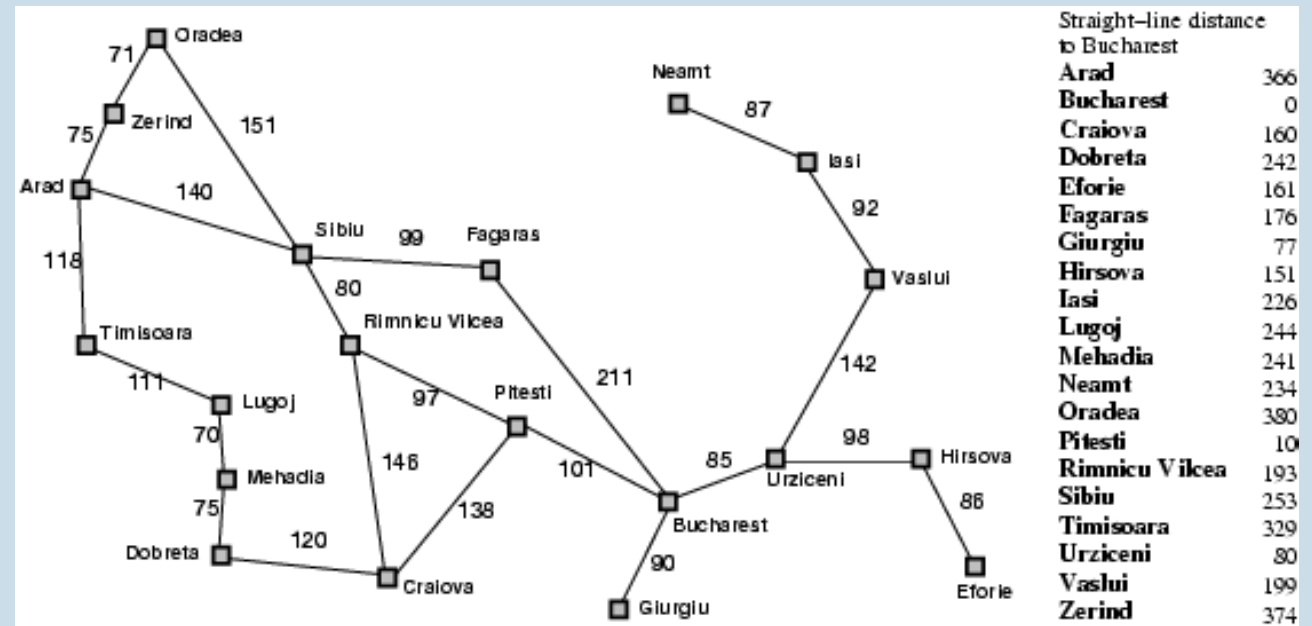 Oradea
71
Neamt
87
Zerind
151
75
Iasi
Arad
140
92
Sibiu
99
Fagaras
118
80
Vaslui
Rimnicu Vilcea
Timisoara
142
111
211
Lugoj
97
Pitesti
70
98
146
101
85
Hirsova
Mehadia
Urziceni
75
138
86
Bucharest
120
Dobreta
90
Craiova
Eforie
Giurgiu
Straight–line distance
to Bucharest
Arad 366
Bucharest 0
Craiova 160
Dobreta 242
Eforie 161
Fagaras 176
Giurgiu 77
Hirsova 151
Iasi 226
Lugoj 244
Mehadia 241
Neamt 234
Oradea 380
Pitesti 10
Rimnicu Vilcea 193
Sibiu 253
Timisoara 329
Urziceni 80
Vaslui 199
Zerind 374